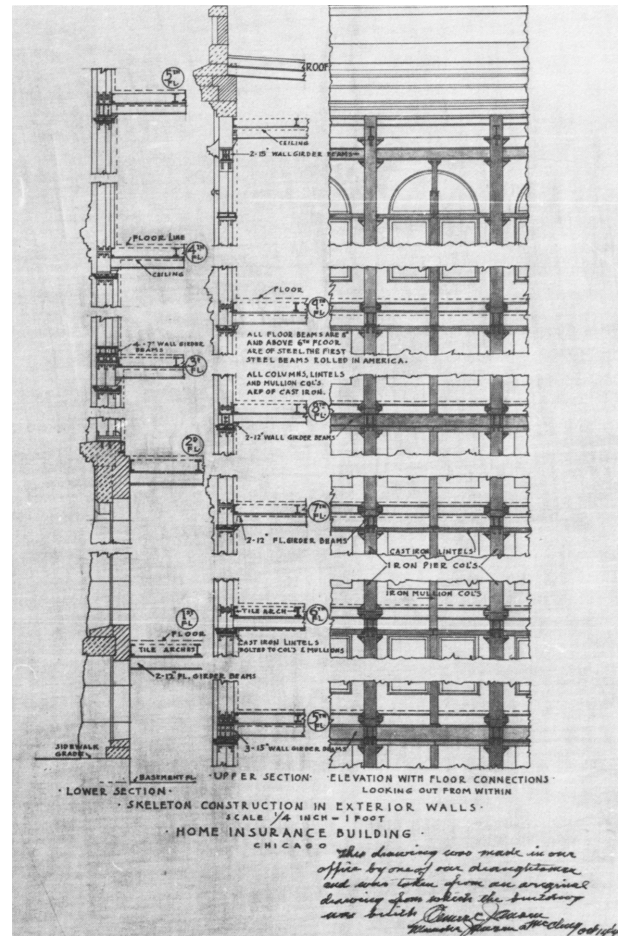 5TH FL
ROOF
CEILING
2-15" WALL GIRDER BEAMS
FLOOR LINE
4TH FL
CEILING
FLOOR
9TH FL
ALL FLOOR BEAMS ARE 8"
AND ABOVE 6TH FLOOR
ARE OF STEEL. THE FIRST
STEEL BEAMS ROLLED IN AMERICA.
ALL COLUMNS, LINTELS
AND MULLION COL'S
ARE OF CAST IRON.
4-7" WALL GIRDER
BEAMS
3D FL
8TH FL
2-12" WALL GIRDER BEAMS
2D FL
7TH FL
2-12" FL. GIRDER BEAMS
CAST IRON LINTELS
IRON PIER COL'S
IRON MULLION COL'S
1ST FL
FLOOR
TILE ARCHES
2-12" FL. GIRDER BEAMS
TILE ARCH
6TH FL
CAST IRON LINTELS
BOLTED TO COL'S & MULLIONS
5TH FL
3-15" WALL GIRDER BEAMS
SIDEWALK
GRADE
BASEMENT FL.
· LOWER SECTION ·
· UPPER SECTION ·
ELEVATION WITH FLOOR CONNECTIONS
LOOKING OUT FROM WITHIN
· SKELETON CONSTRUCTION IN EXTERIOR WALLS ·
SCALE 1/4 INCH = 1 FOOT
· HOME INSURANCE BUILDING ·
CHICAGO
This drawing was made in our
office by one of our draughtsmen
and was taken from an original
drawing from which the building
was built.